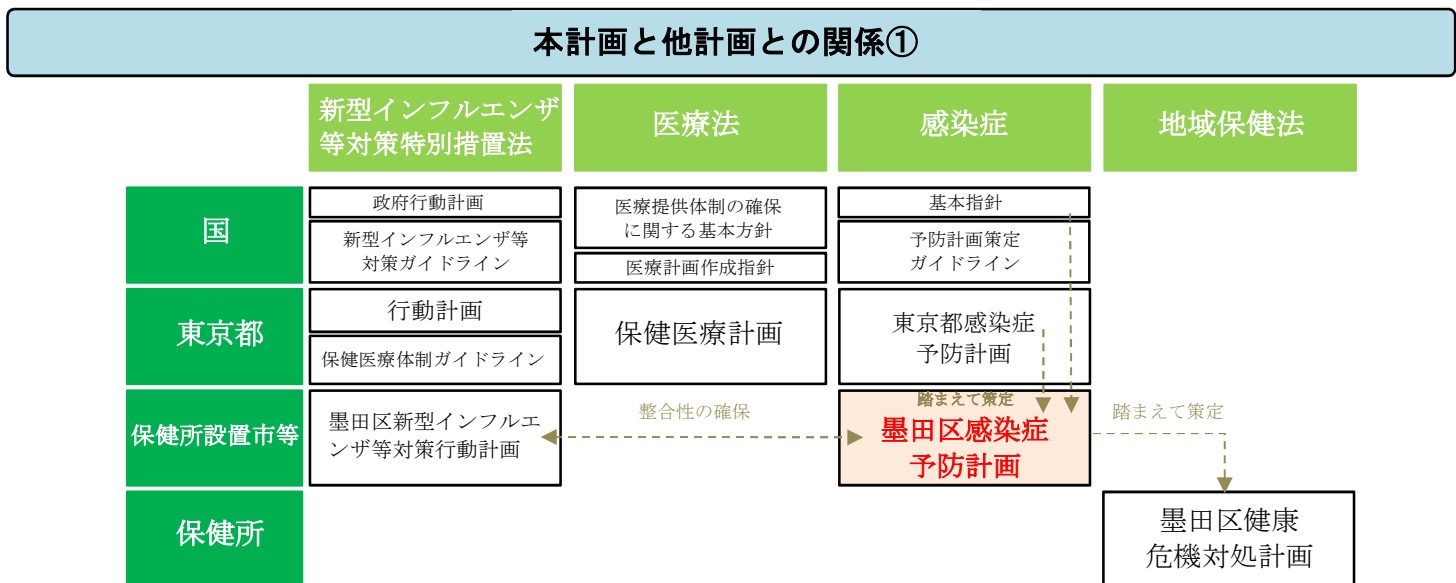 本計画と他計画との関係①
新型インフルエンザ
等対策特別措置法
医療法
感染症
地域保健法
国
政府行動計画
新型インフルエンザ等
対策ガイドライン
医療提供体制の確保
に関する基本方針
医療計画作成指針
基本指針
予防計画策定
ガイドライン
東京都
行動計画
保健医療体制ガイドライン
保健医療計画
東京都感染症
予防計画
保健所設置市等
墨田区新型インフルエ
ンザ等対策行動計画
整合性の確保
踏まえて策定
墨田区感染症
予防計画
踏まえて策定
保健所
墨田区健康
危機対処計画